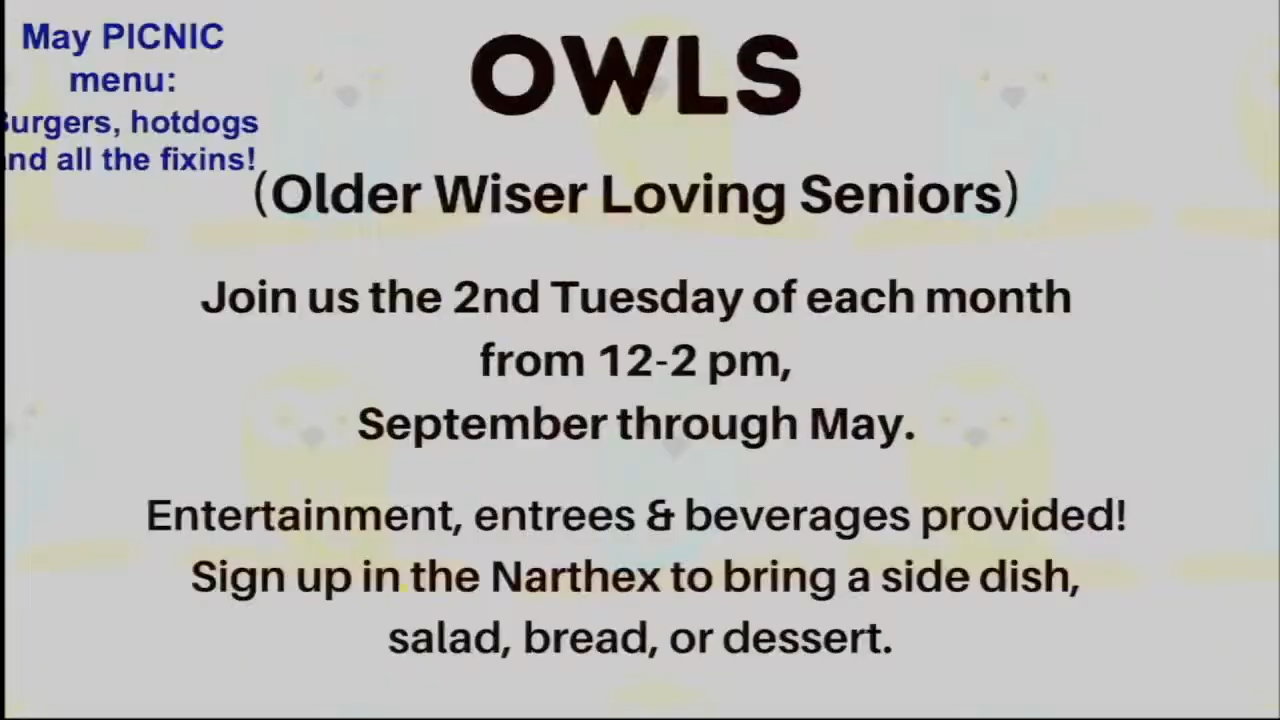 May PICNIC
menu:
urgers, hotdogs
nd all the fixins!
OWLS
(Older Wiser Loving Seniors)
Join us the 2nd Tuesday of each month
from 12-2 pm,
September through May.
Entertainment, entrees & beverages provided!
Sign up in the Narthex to bring a side dish,
salad, bread, or dessert.